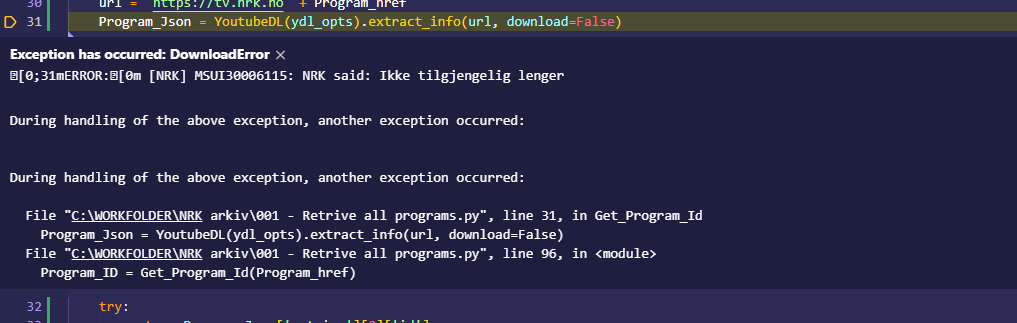 30 url = "https://tv.nrk.no" + Program_href
31 Program_Json = YoutubeDL(ydl_opts).extract_info(url, download=False)
Exception has occurred: DownloadError ×
[0;31mERROR:[0m [NRK] MSUI30006115: NRK said: Ikke tilgjengelig lenger
During handling of the above exception, another exception occurred:
During handling of the above exception, another exception occurred:
File "C:\WORKFOLDER\NRK arkiv\001 - Retrive all programs.py", line 31, in Get_Program_Id
Program_Json = YoutubeDL(ydl_opts).extract_info(url, download=False)
File "C:\WORKFOLDER\NRK arkiv\001 - Retrive all programs.py", line 96, in <module>
Program_ID = Get_Program_Id(Program_href)
32 try: